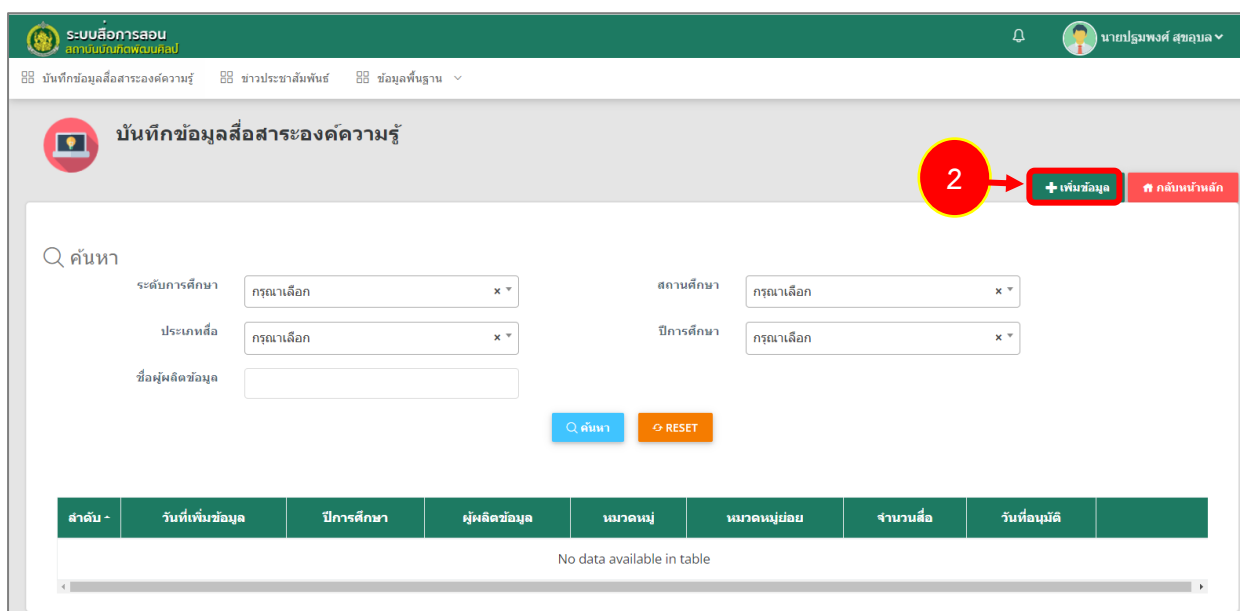 ระบบสื่อการสอน
สถาบันบัณฑิตพัฒนศิลป์
นายปฐมพงศ์ สุขอุบล
บันทึกข้อมูลสื่อสาระองค์ความรู้ ข่าวประชาสัมพันธ์ ข้อมูลพื้นฐาน
บันทึกข้อมูลสื่อสาระองค์ความรู้
2
เพิ่มข้อมูล กลับหน้าหลัก
ค้นหา
ระดับการศึกษา กรุณาเลือก × สถานศึกษา กรุณาเลือก ×
ประเภทสื่อ กรุณาเลือก × ปีการศึกษา กรุณาเลือก ×
ชื่อผู้ผลิตข้อมูล
ค้นหา RESET
ลำดับ วันที่เพิ่มข้อมูล ปีการศึกษา ผู้ผลิตข้อมูล หมวดหมู่ หมวดหมู่ย่อย จำนวนสื่อ วันที่อนุมัติ
No data available in table